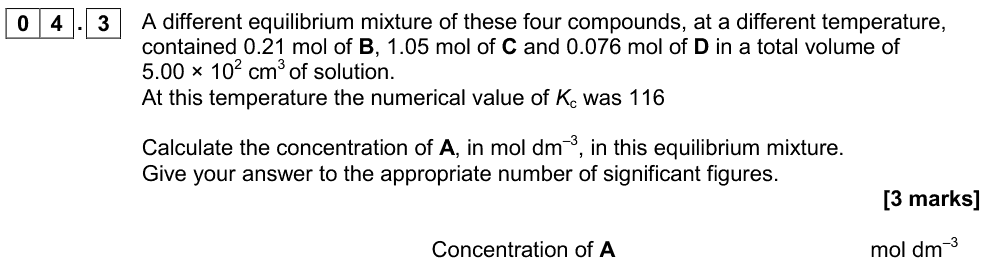 0 4 . 3 A different equilibrium mixture of these four compounds, at a different temperature,
contained 0.21 mol of B, 1.05 mol of C and 0.076 mol of D in a total volume of
5.00 × 10² cm³ of solution.
At this temperature the numerical value of Kc was 116
Calculate the concentration of A, in mol dm⁻³, in this equilibrium mixture.
Give your answer to the appropriate number of significant figures.
[3 marks]
Concentration of A mol dm⁻³